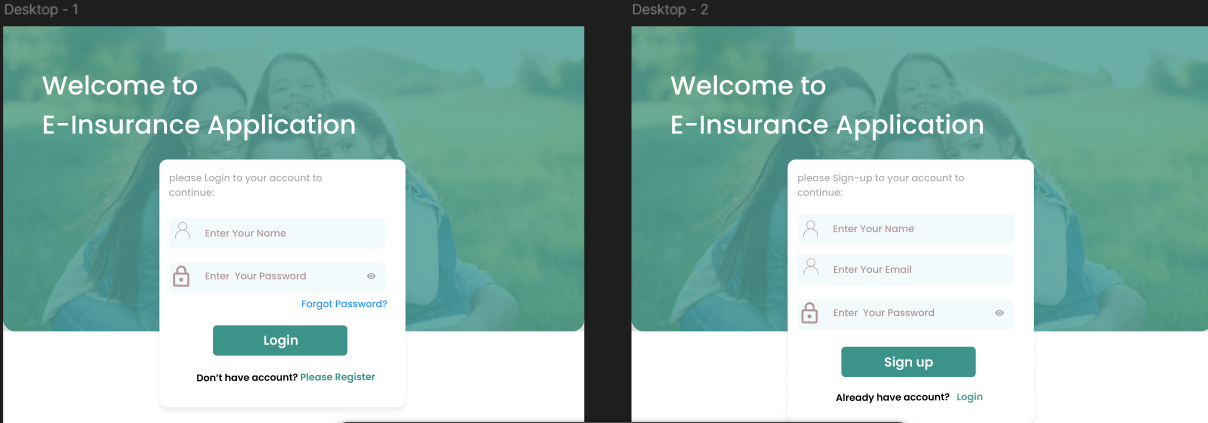 Desktop - 1
Welcome to
E-Insurance Application
please Login to your account to
continue:
Enter Your Name
Enter Your Password
Forgot Password?
Login
Don't have account? Please Register
Desktop - 2
Welcome to
E-Insurance Application
please Sign-up to your account to
continue:
Enter Your Name
Enter Your Email
Enter Your Password
Sign up
Already have account? Login